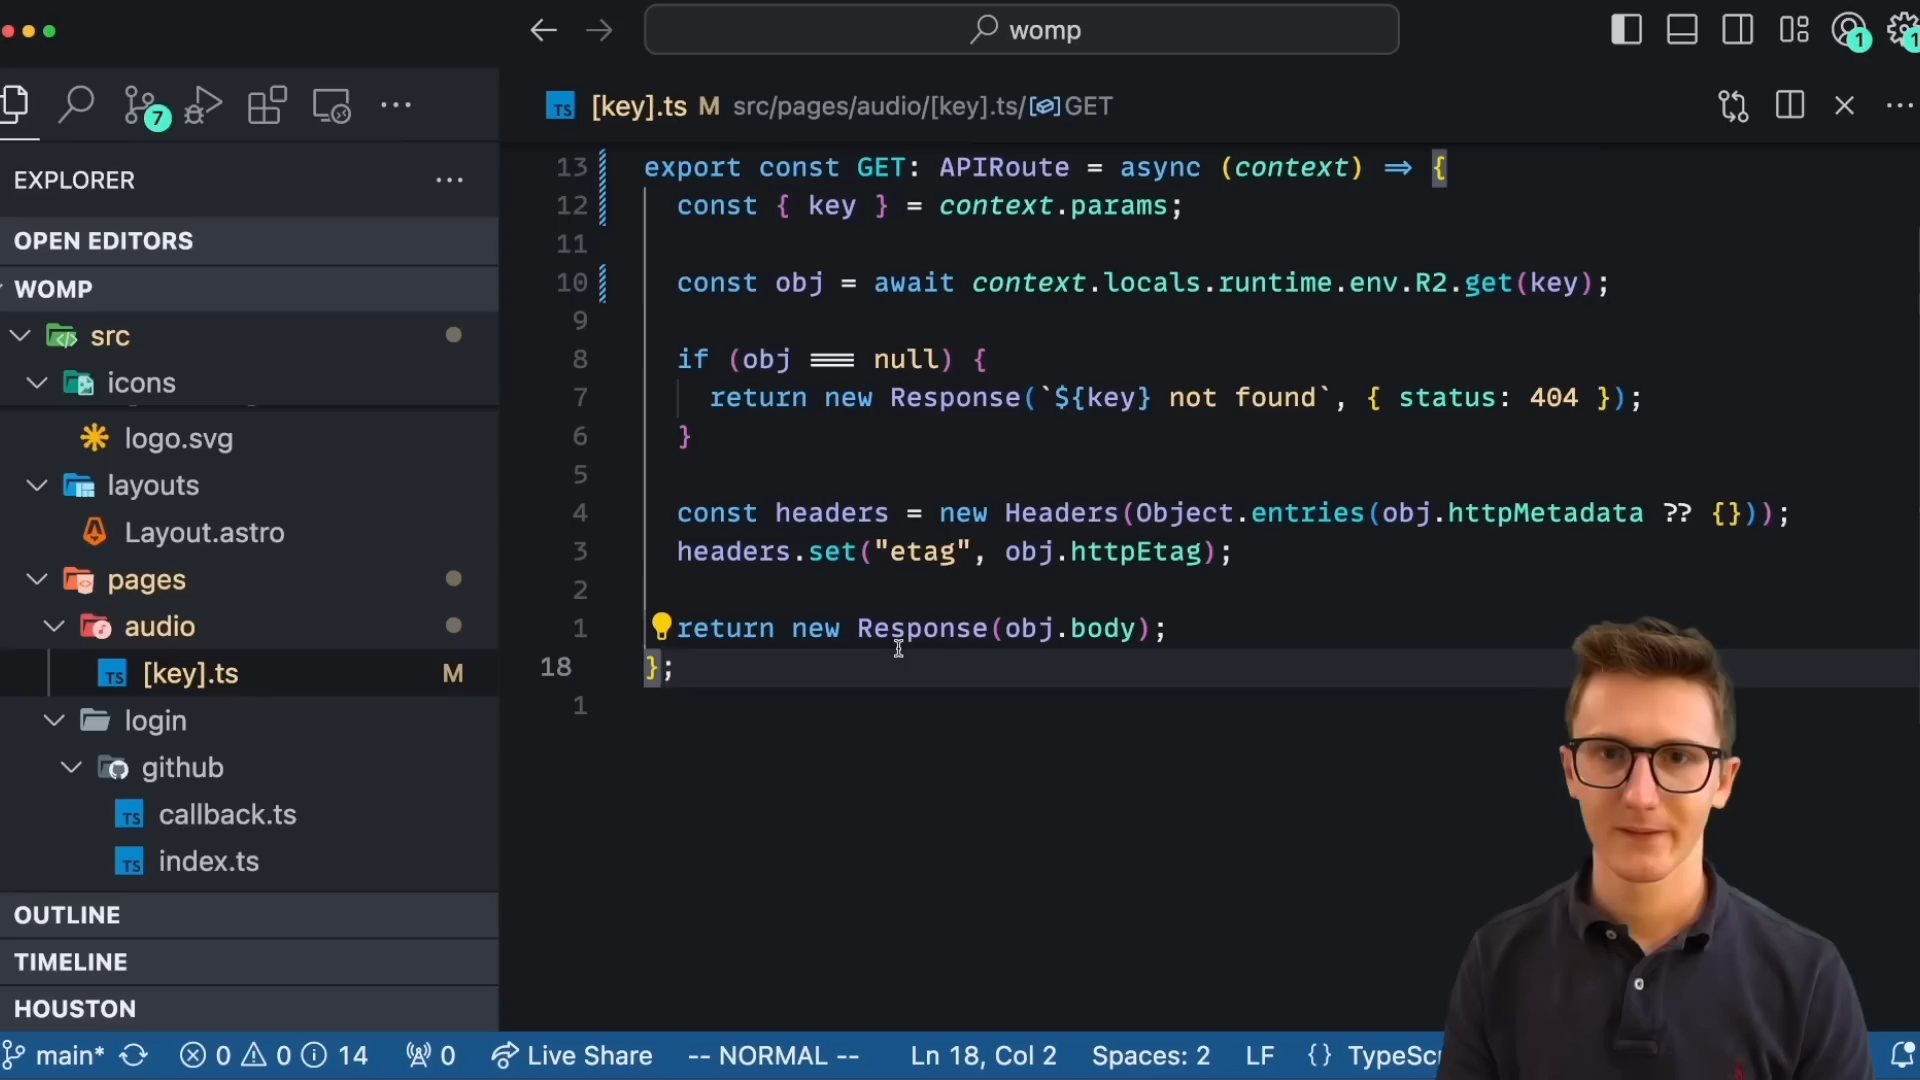 womp
1
1
7
[key].ts M src/pages/audio/[key].ts/ GET
EXPLORER
OPEN EDITORS
WOMP
src
icons
logo.svg
layouts
Layout.astro
pages
audio
[key].ts M
login
github
callback.ts
index.ts
OUTLINE
TIMELINE
HOUSTON
13 export const GET: APIRoute = async (context) => {
12 const { key } = context.params;
11
10 const obj = await context.locals.runtime.env.R2.get(key);
9
8 if (obj === null) {
7 return new Response(`${key} not found`, { status: 404 });
6 }
5
4 const headers = new Headers(Object.entries(obj.httpMetadata ?? {}));
3 headers.set("etag", obj.httpEtag);
2
1 return new Response(obj.body);
18 };
1
main* 0 0 14 0 Live Share -- NORMAL -- Ln 18, Col 2 Spaces: 2 LF {} TypeSc